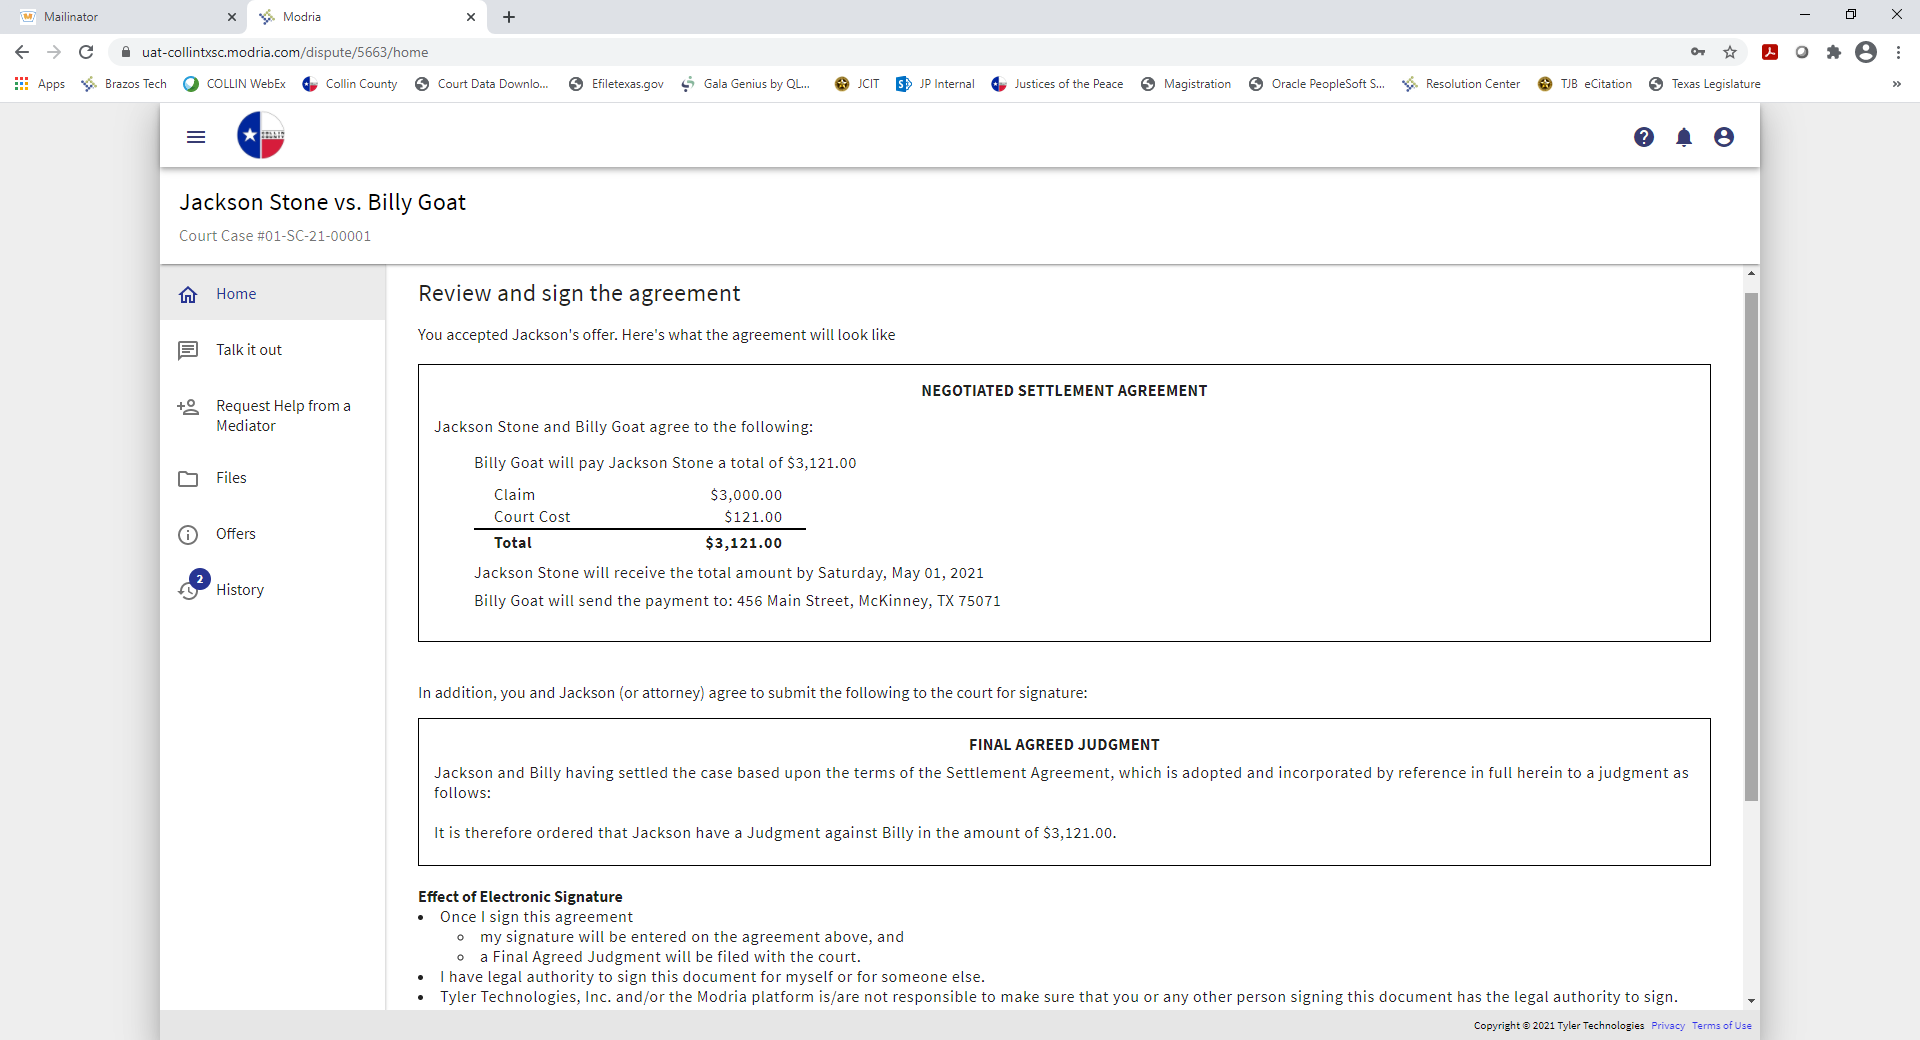 Mailinator
Modria
uat-collintxsc.modria.com/dispute/5663/home
Apps
Brazos Tech
COLLIN WebEx
Collin County
Court Data Downlo...
Efiletexas.gov
Gala Genius by QL...
JCIT
JP Internal
Justices of the Peace
Magistration
Oracle PeopleSoft S...
Resolution Center
TJB eCitation
Texas Legislature
»
Jackson Stone vs. Billy Goat
Court Case #01-SC-21-00001
Home
Talk it out
Request Help from a
Mediator
Files
Offers
2
History
Review and sign the agreement
You accepted Jackson's offer. Here's what the agreement will look like
NEGOTIATED SETTLEMENT AGREEMENT
Jackson Stone and Billy Goat agree to the following:
Billy Goat will pay Jackson Stone a total of $3,121.00
Claim $3,000.00
Court Cost $121.00
Total $3,121.00
Jackson Stone will receive the total amount by Saturday, May 01, 2021
Billy Goat will send the payment to: 456 Main Street, McKinney, TX 75071
In addition, you and Jackson (or attorney) agree to submit the following to the court for signature:
FINAL AGREED JUDGMENT
Jackson and Billy having settled the case based upon the terms of the Settlement Agreement, which is adopted and incorporated by reference in full herein to a judgment as
follows:
It is therefore ordered that Jackson have a Judgment against Billy in the amount of $3,121.00.
Effect of Electronic Signature
• Once I sign this agreement
◦ my signature will be entered on the agreement above, and
◦ a Final Agreed Judgment will be filed with the court.
• I have legal authority to sign this document for myself or for someone else.
• Tyler Technologies, Inc. and/or the Modria platform is/are not responsible to make sure that you or any other person signing this document has the legal authority to sign.
Copyright © 2021 Tyler Technologies Privacy Terms of Use